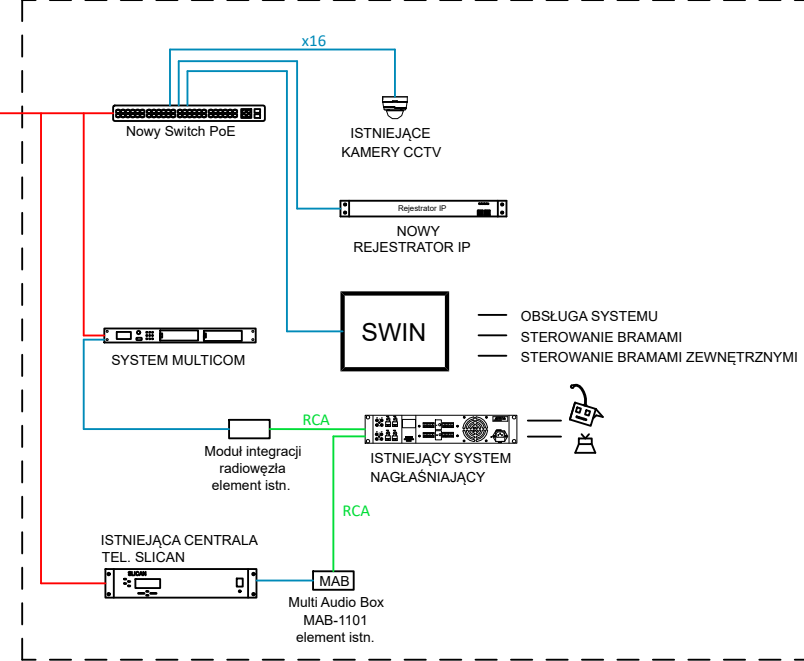 x16
Nowy Switch PoE
ISTNIEJĄCE
KAMERY CCTV
Rejestrator IP
NOWY
REJESTRATOR IP
SWIN
OBSŁUGA SYSTEMU
STEROWANIE BRAMAMI
STEROWANIE BRAMAMI ZEWNĘTRZNYMI
SYSTEM MULTICOM
RCA
Moduł integracji
radiowęzła
element istn.
ISTNIEJĄCY SYSTEM
NAGŁAŚNIAJĄCY
RCA
ISTNIEJĄCA CENTRALA
TEL. SLICAN
SLICAN
MAB
Multi Audio Box
MAB-1101
element istn.